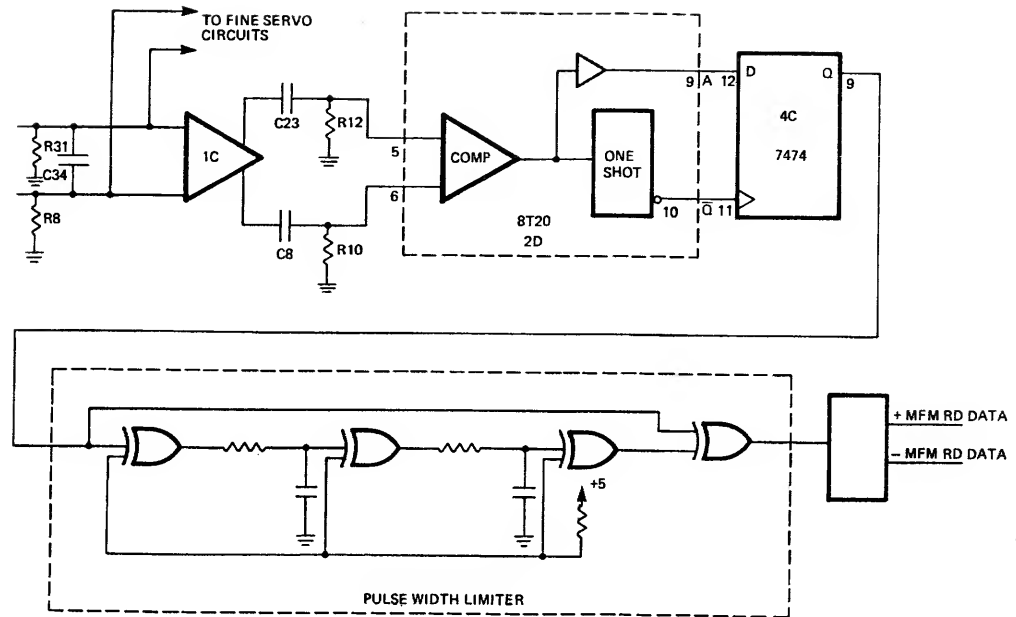 TO FINE SERVO
CIRCUITS
R31
C34
R8
1C
C23
R12
C8
R10
5
6
COMP
ONE
SHOT
8T20
2D
9 A 12
10 Q 11
D Q
9
4C
7474
+5
PULSE WIDTH LIMITER
+ MFM RD DATA
– MFM RD DATA